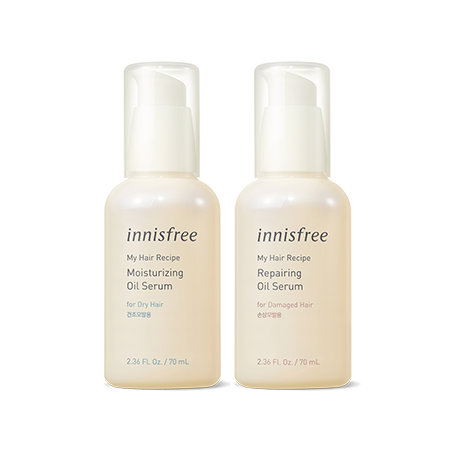 innisfree
My Hair Recipe
Moisturizing
Oil Serum
for Dry Hair
건조모발용
2.36 Fl. Oz. / 70 mL
innisfree
My Hair Recipe
Repairing
Oil Serum
for Damaged Hair
손상모발용
2.36 Fl. Oz. / 70 mL